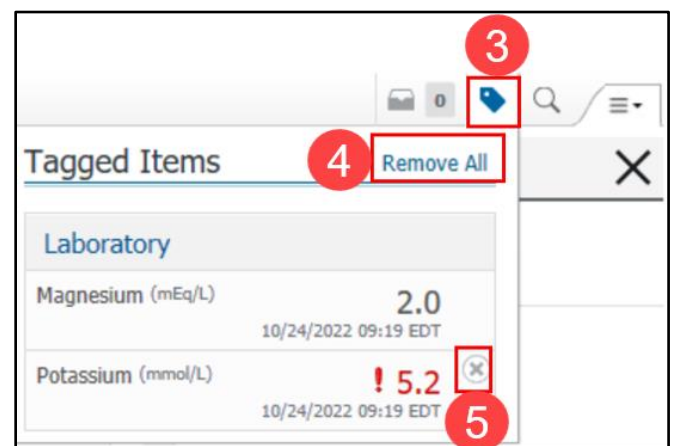 3
0
Tagged Items
4
Remove All
Laboratory
Magnesium (mEq/L)
2.0
10/24/2022 09:19 EDT
Potassium (mmol/L)
! 5.2
10/24/2022 09:19 EDT
5